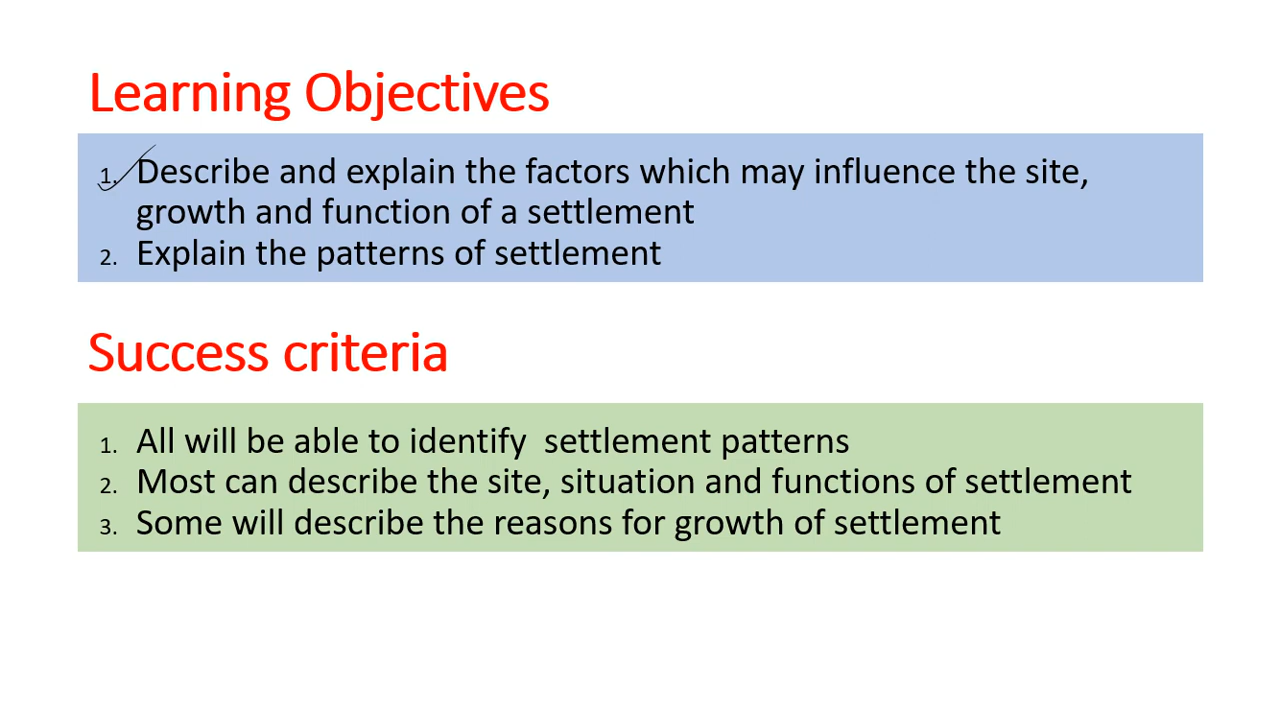 Learning Objectives
1. Describe and explain the factors which may influence the site,
growth and function of a settlement
2. Explain the patterns of settlement
Success criteria
1. All will be able to identify  settlement patterns
2. Most can describe the site, situation and functions of settlement
3. Some will describe the reasons for growth of settlement